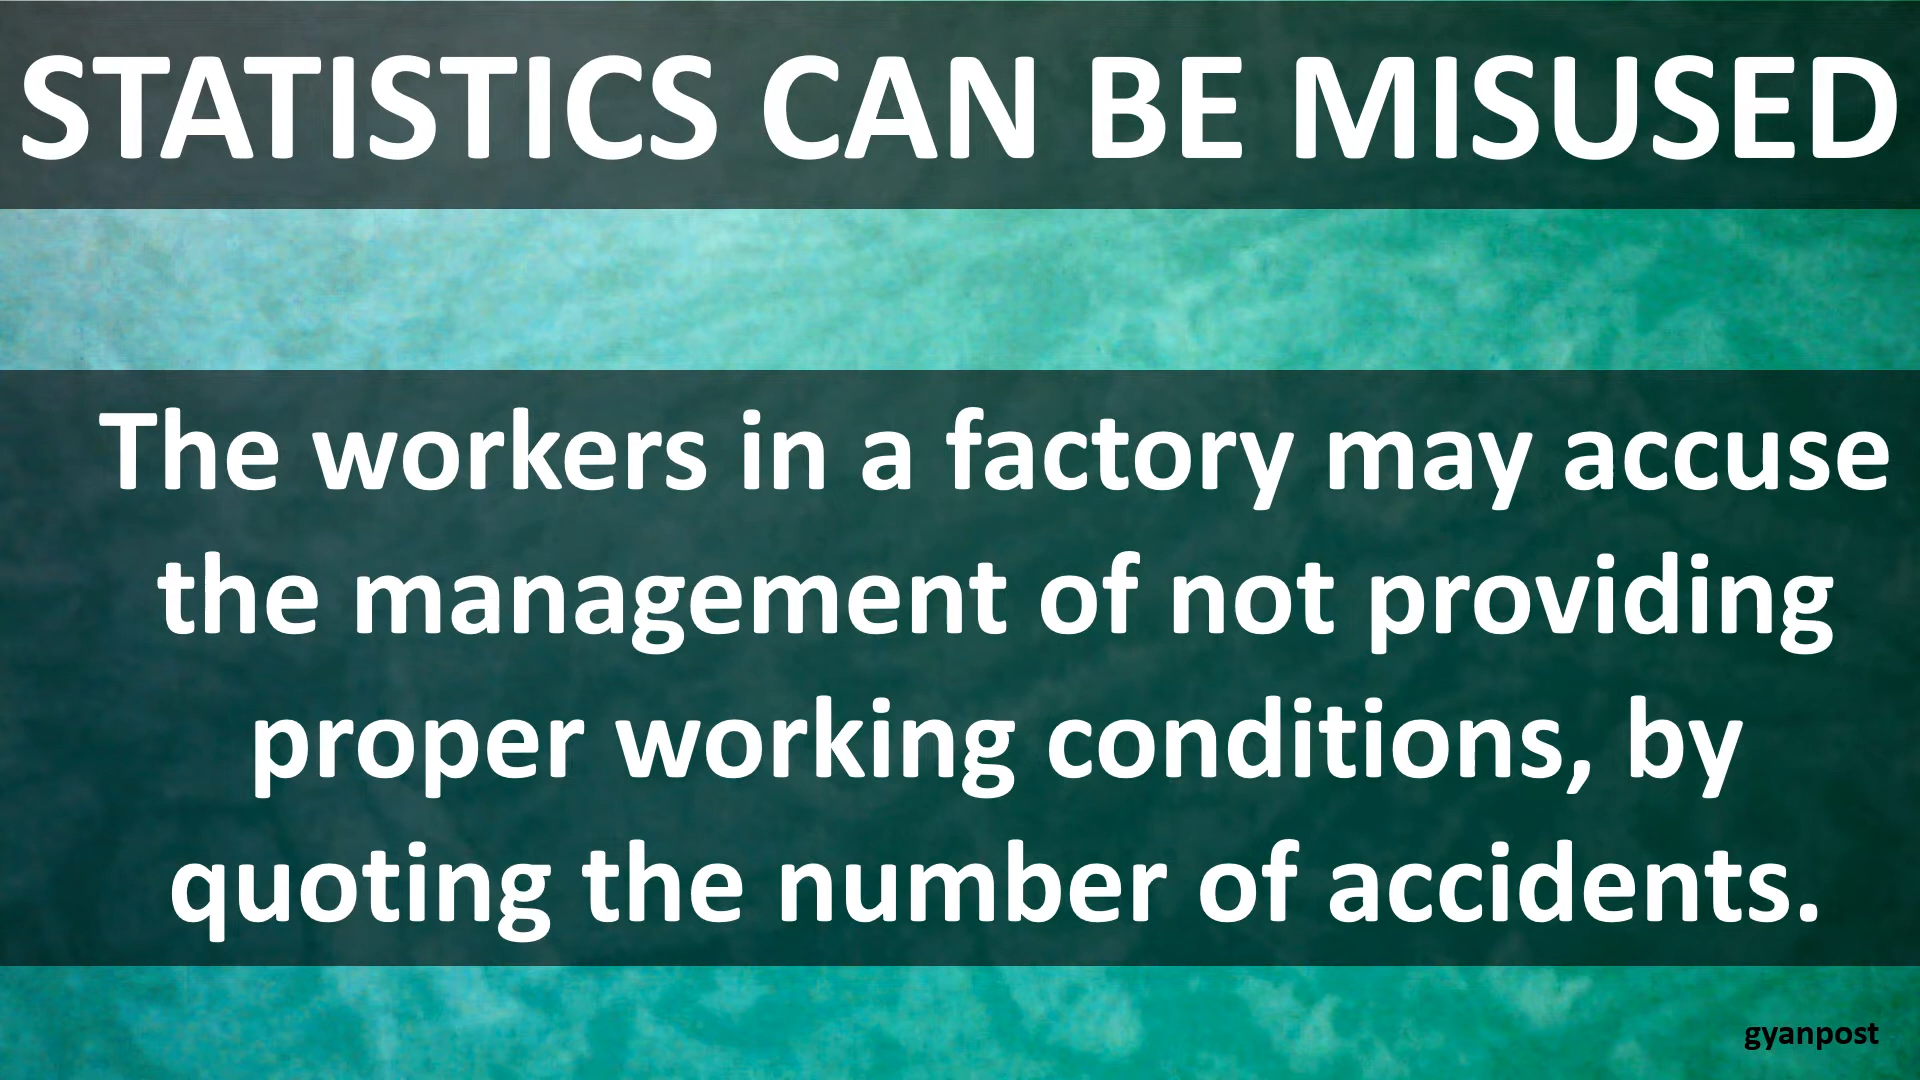 STATISTICS CAN BE MISUSED
The workers in a factory may accuse
the management of not providing
proper working conditions, by
quoting the number of accidents.
gyanpost